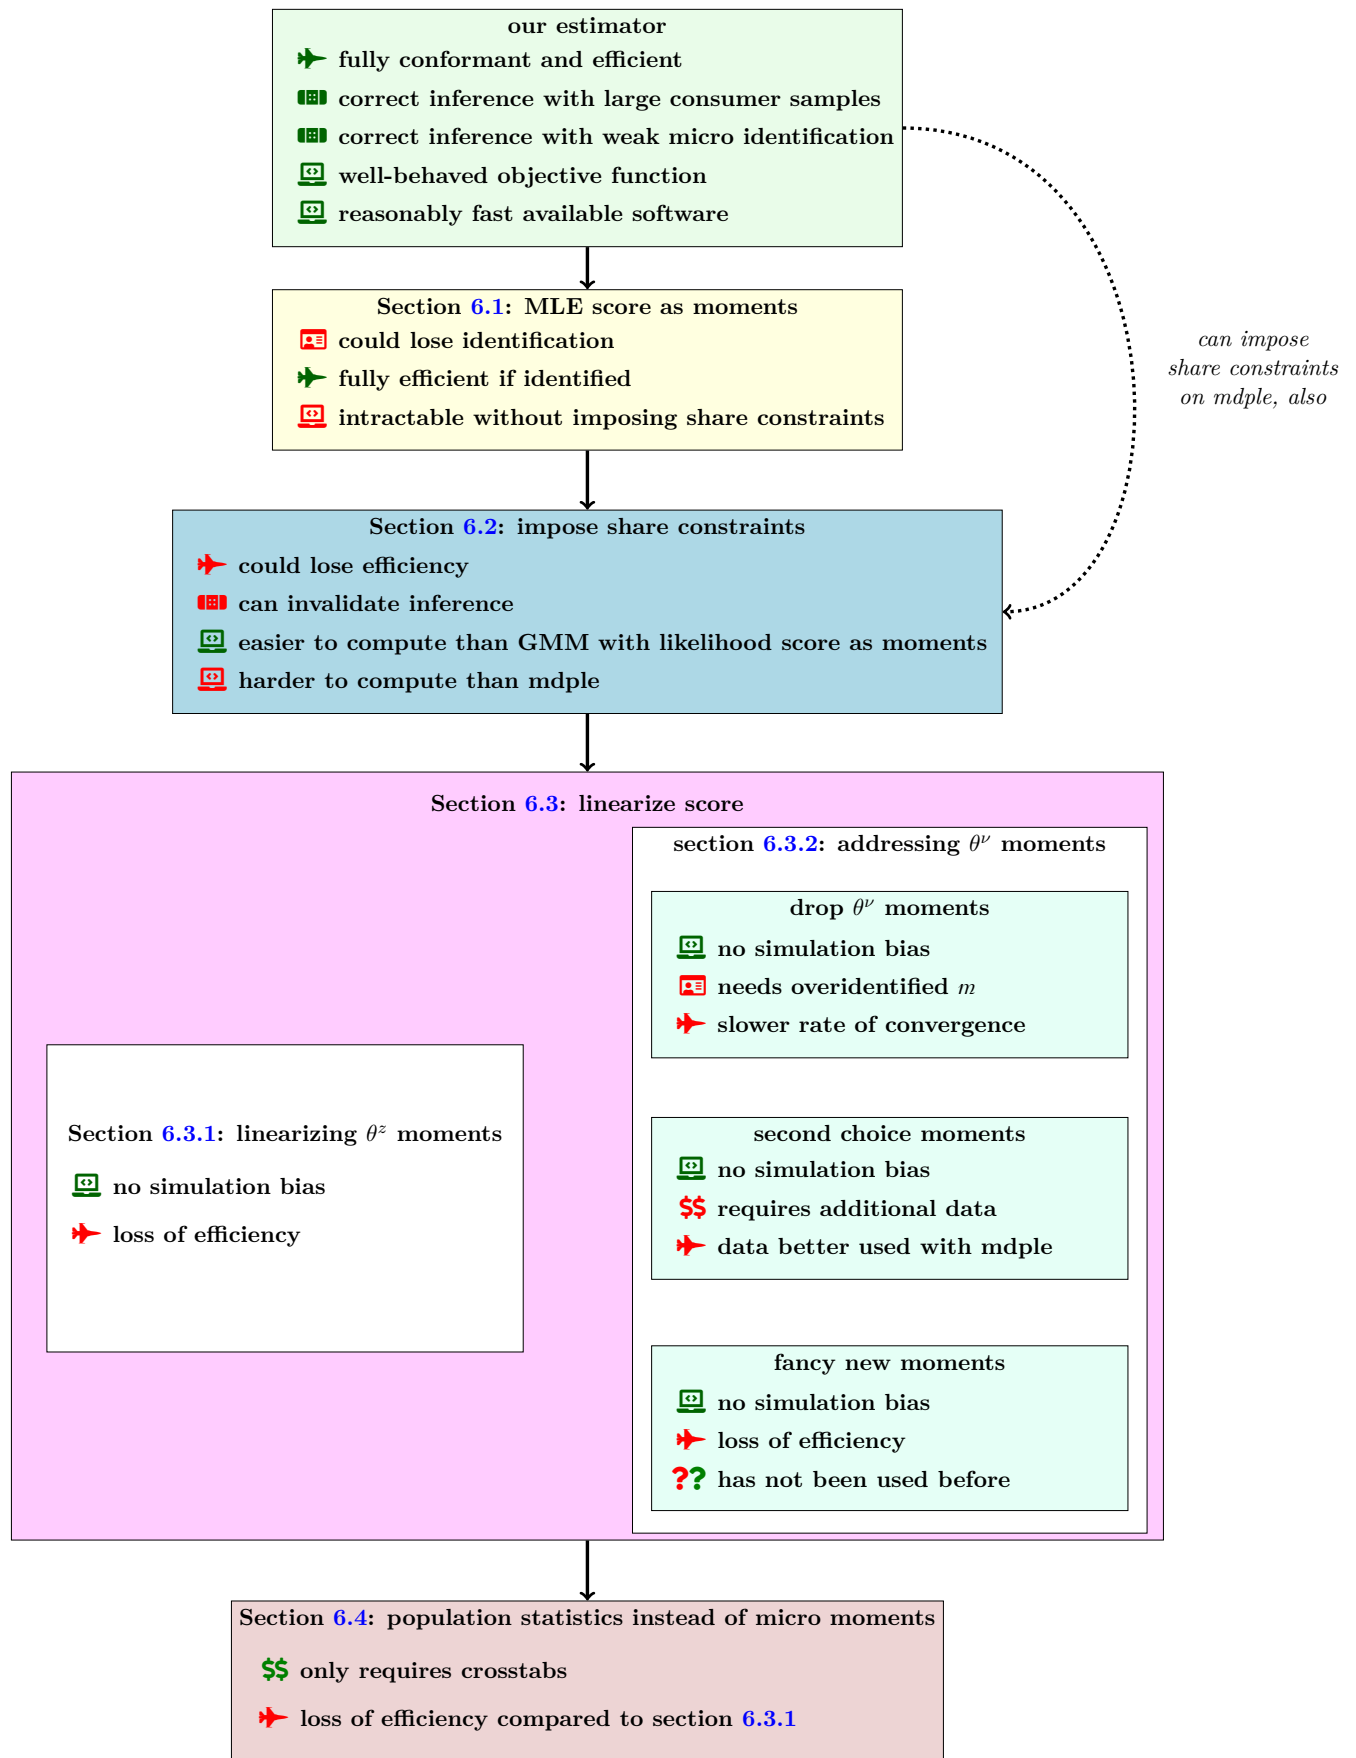 our estimator
fully conformant and efficient
correct inference with large consumer samples
correct inference with weak micro identification
well-behaved objective function
reasonably fast available software
Section 6.1: MLE score as moments
could lose identification
fully efficient if identified
intractable without imposing share constraints
can impose
share constraints
on mdple, also
Section 6.2: impose share constraints
could lose efficiency
can invalidate inference
easier to compute than GMM with likelihood score as moments
harder to compute than mdple
Section 6.3: linearize score
Section 6.3.1: linearizing θ^z moments
no simulation bias
loss of efficiency
section 6.3.2: addressing θ^ν moments
drop θ^ν moments
no simulation bias
needs overidentified m
slower rate of convergence
second choice moments
no simulation bias
$$ requires additional data
data better used with mdple
fancy new moments
no simulation bias
loss of efficiency
?? has not been used before
Section 6.4: population statistics instead of micro moments
$$ only requires crosstabs
loss of efficiency compared to section 6.3.1